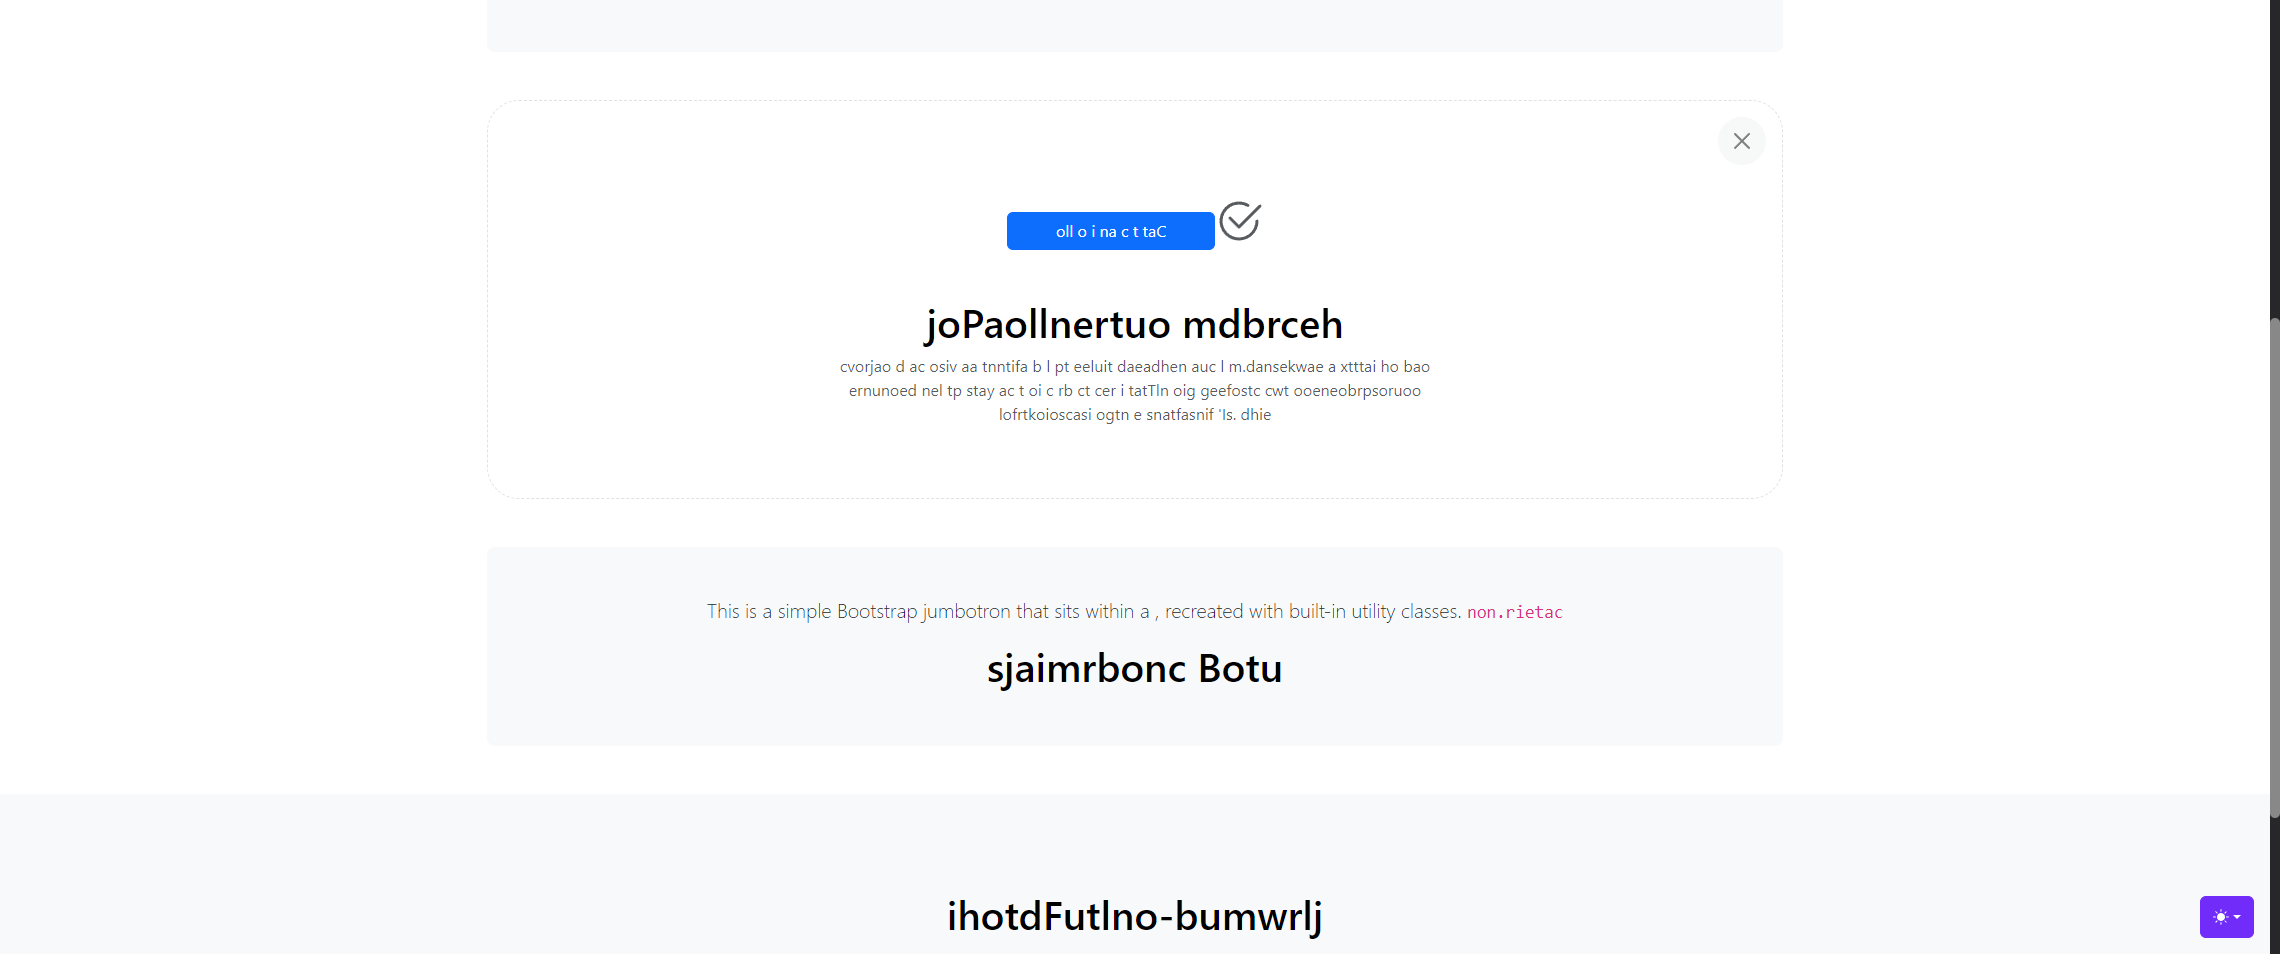 oll o i na c t taC
joPaollnertuo mdbrceh
cvorjao d ac osiv aa tnntifa b l pt eeluit daeadhen auc l m.dansekwae a xtttai ho bao
ernunoed nel tp stay ac t oi c rb ct cer i tatTln oig geefostc cwt ooeneobrpsoruoo
lofrtkoioscasi ogtn e snatfasnif 'Is. dhie
This is a simple Bootstrap jumbotron that sits within a , recreated with built-in utility classes. non.rietac
sjaimrbonc Botu
ihotdFutlno-bumwrlj